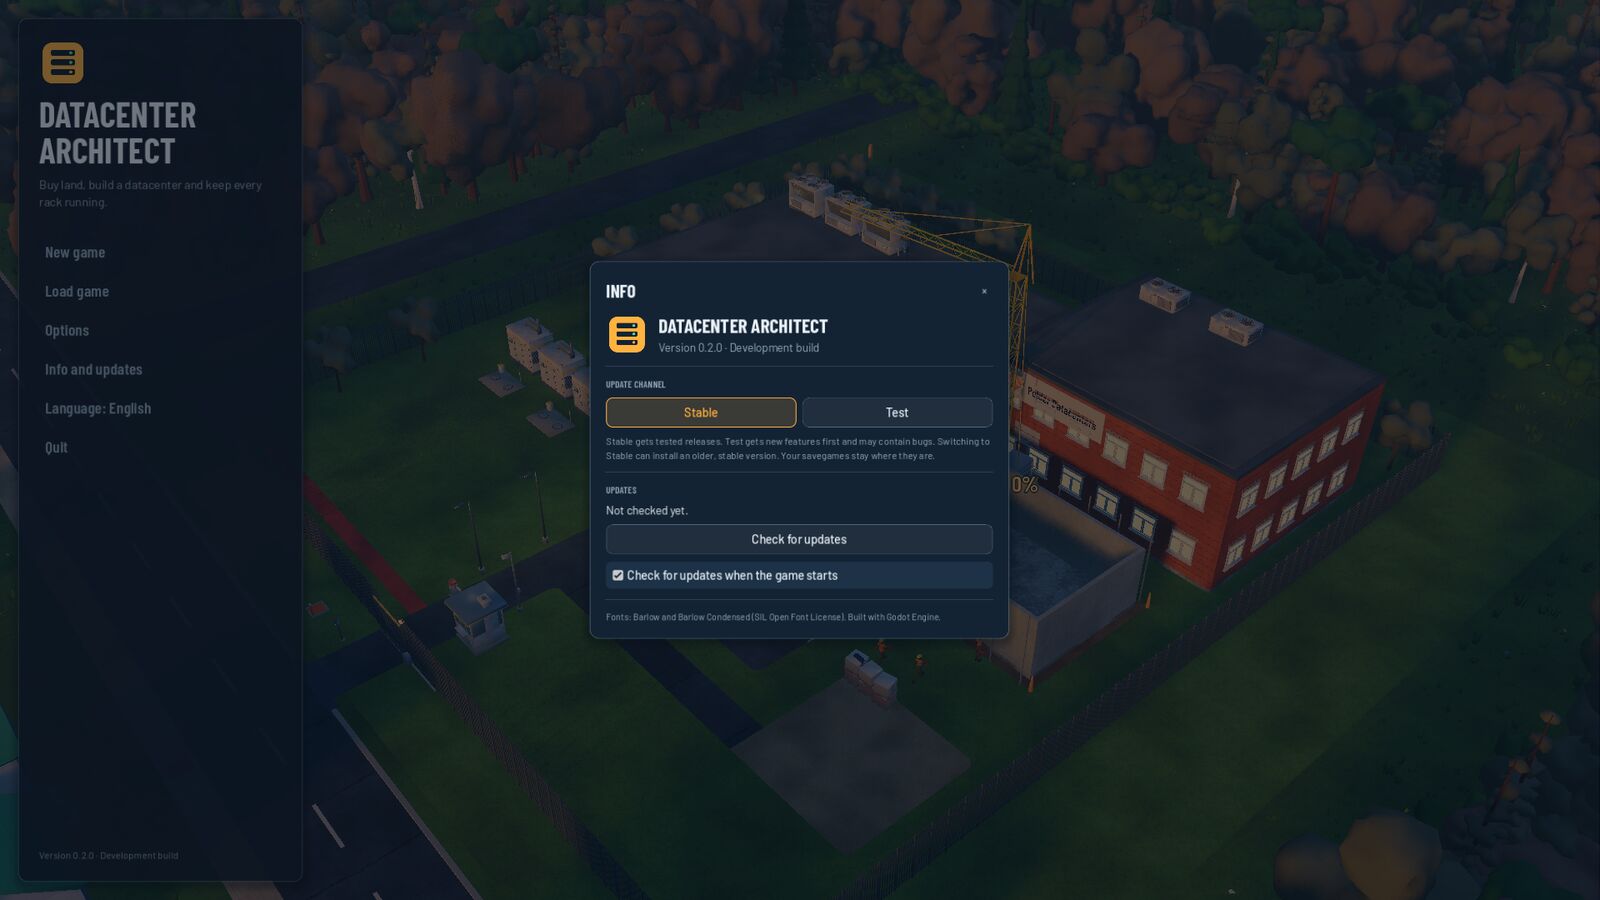 DATACENTER
ARCHITECT
Buy land, build a datacenter and keep every
rack running.
New game
Load game
Options
Info and updates
Language: English
Quit
Version 0.2.0 · Development build
INFO
×
DATACENTER ARCHITECT
Version 0.2.0 · Development build
UPDATE CHANNEL
Stable
Test
Stable gets tested releases. Test gets new features first and may contain bugs. Switching to
Stable can install an older, stable version. Your savegames stay where they are.
UPDATES
Not checked yet.
Check for updates
Check for updates when the game starts
Fonts: Barlow and Barlow Condensed (SIL Open Font License). Built with Godot Engine.
0%